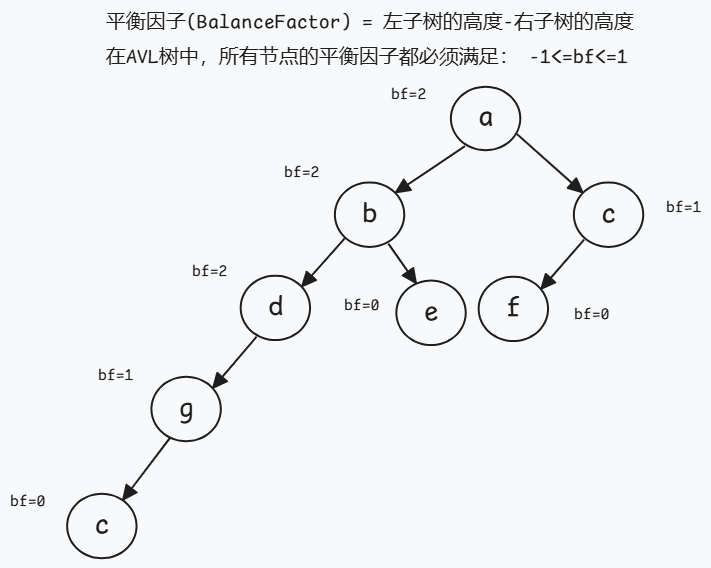 平衡因子(BalanceFactor) = 左子树的高度-右子树的高度
在AVL树中，所有节点的平衡因子都必须满足： -1<=bf<=1
bf=2
a
bf=2
b
c
bf=1
bf=2
d
bf=0
e
f
bf=0
bf=1
g
bf=0
c